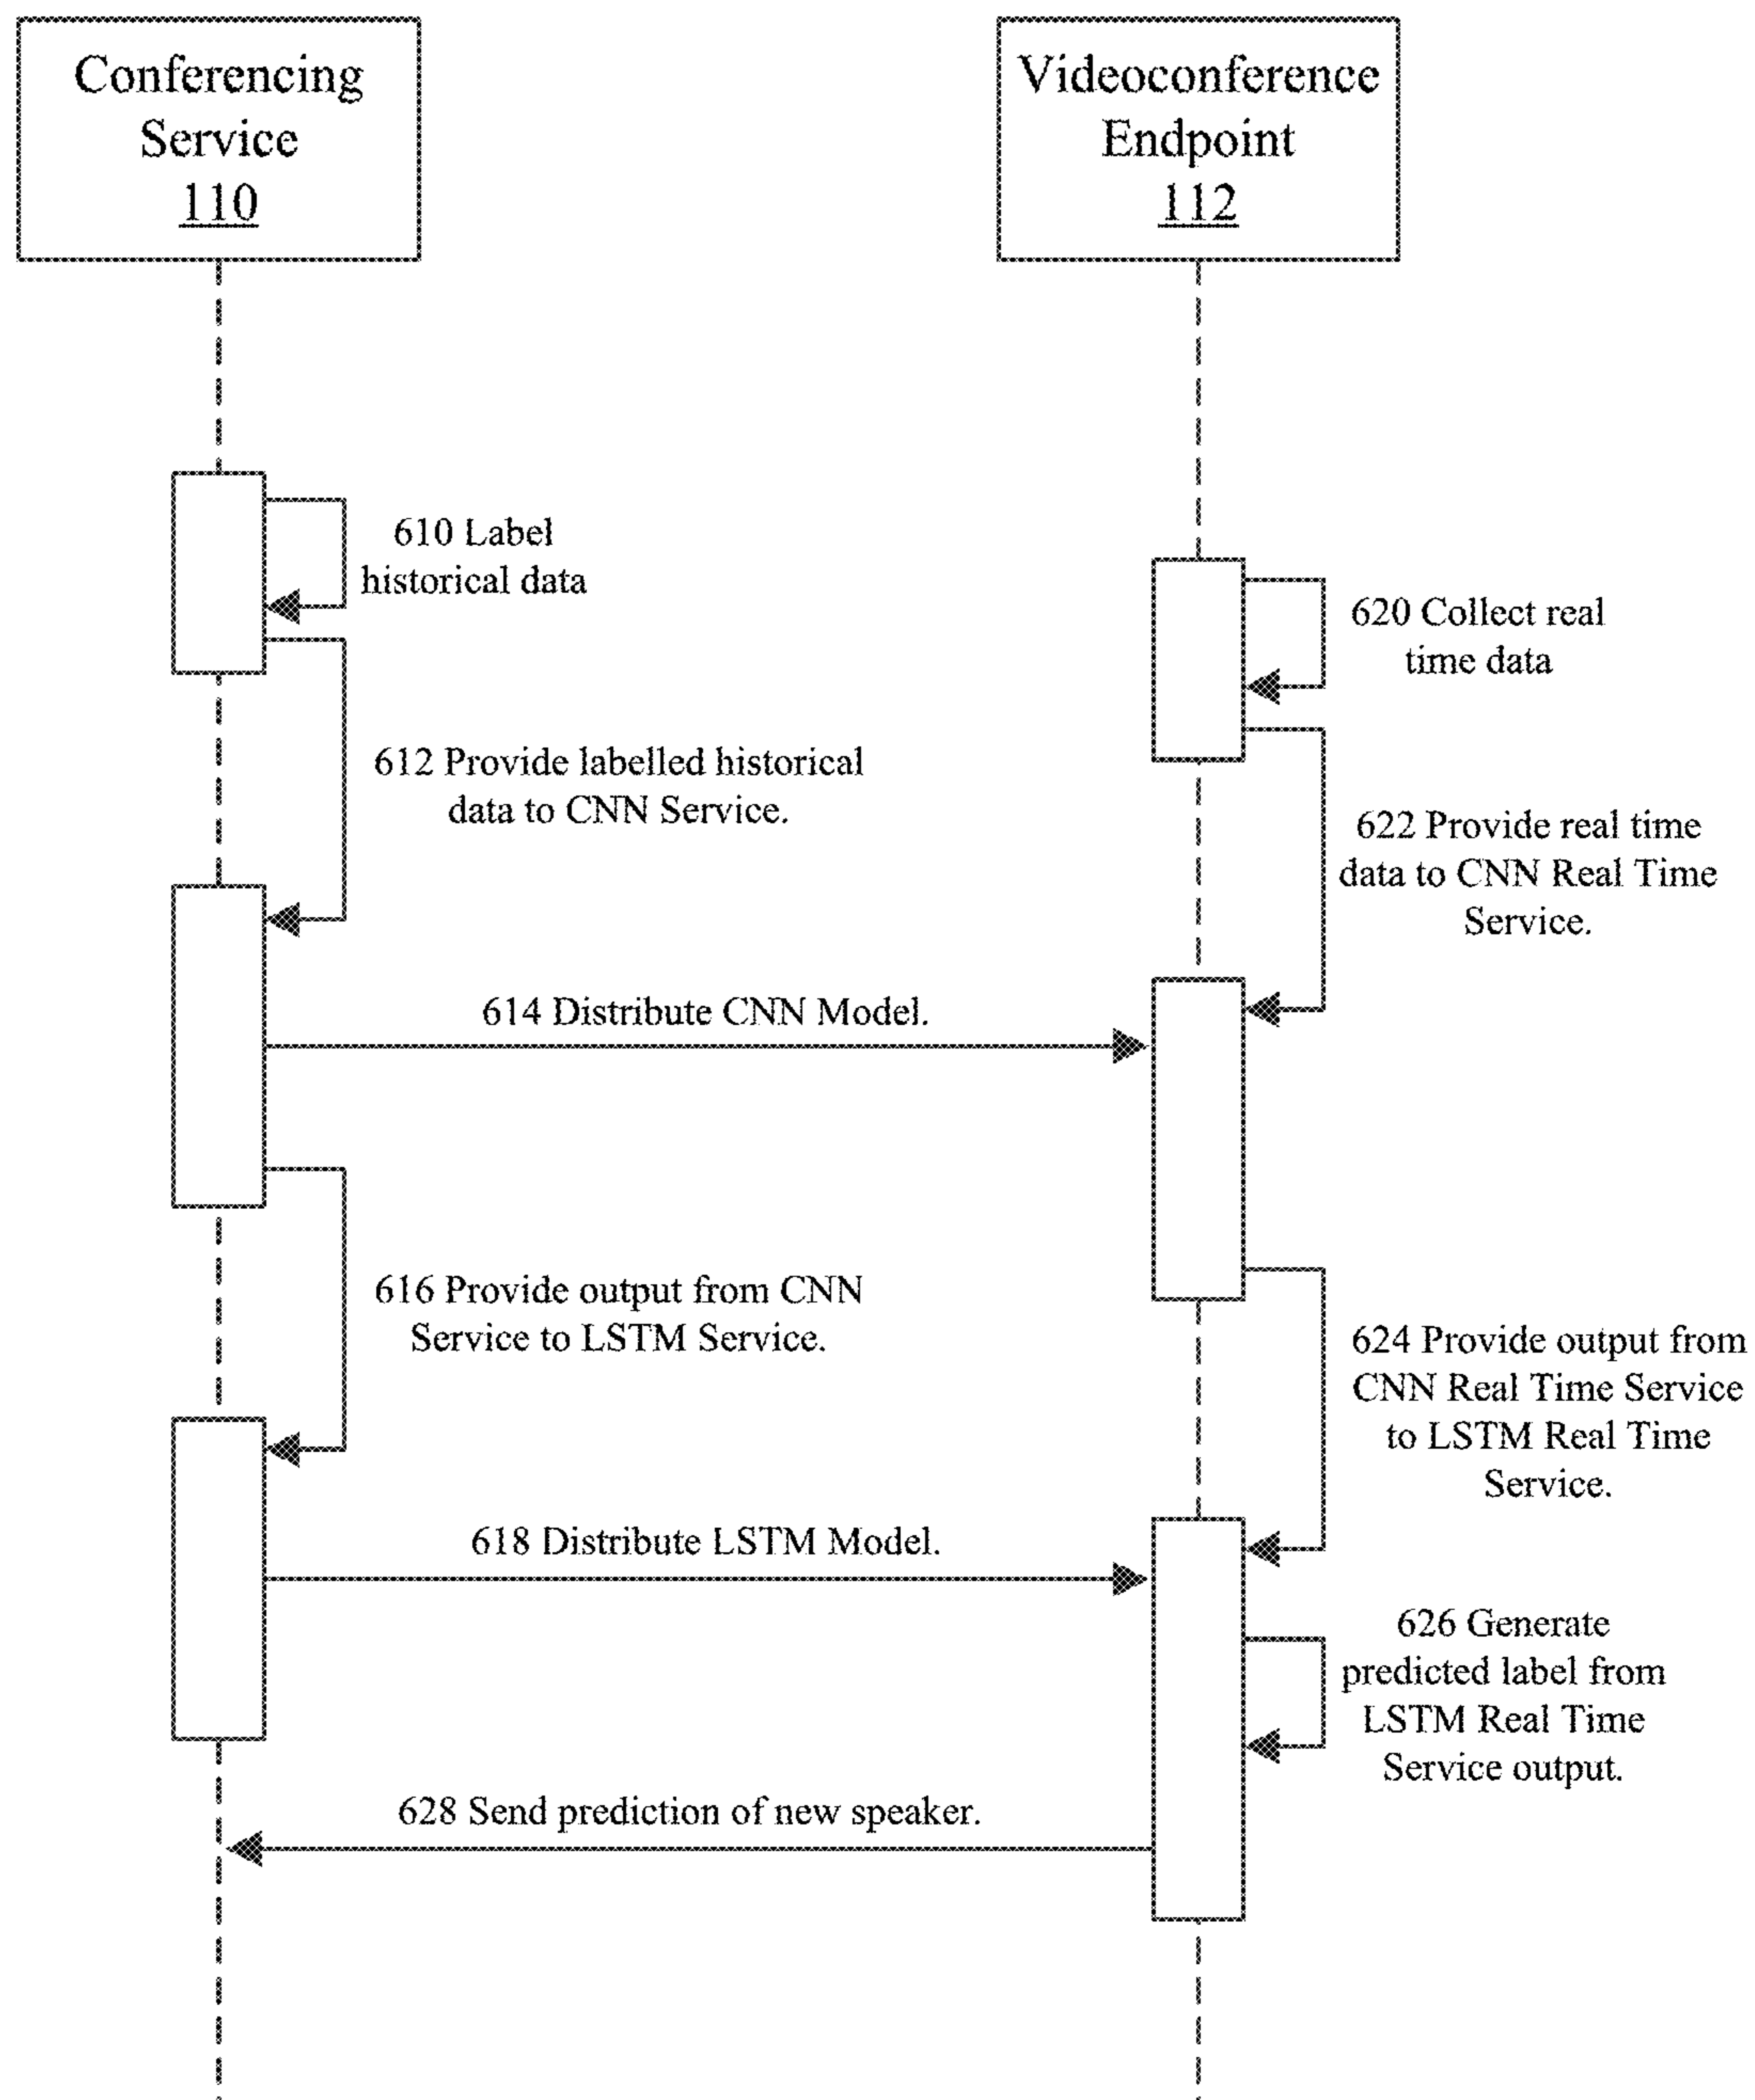 Conferencing
Service
110
Videoconference
Endpoint
112
610 Label
historical data
620 Collect real
time data
612 Provide labelled historical
data to CNN Service.
622 Provide real time
data to CNN Real Time
Service.
614 Distribute CNN Model.
616 Provide output from CNN
Service to LSTM Service.
624 Provide output from
CNN Real Time Service
to LSTM Real Time
Service.
618 Distribute LSTM Model.
626 Generate
predicted label from
LSTM Real Time
Service output.
628 Send prediction of new speaker.